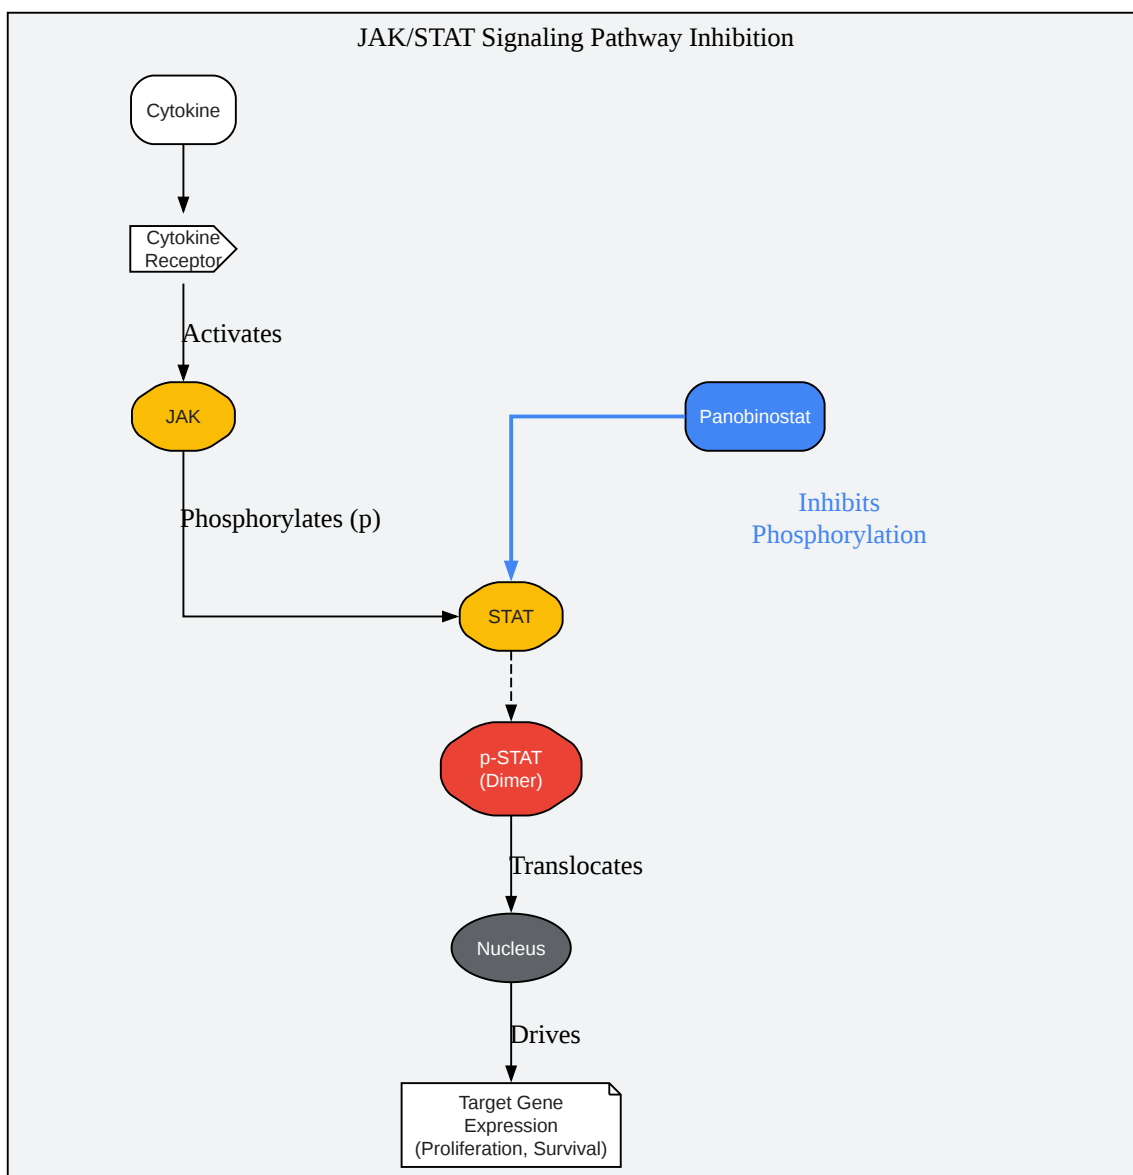 JAK/STAT Signaling Pathway Inhibition
Cytokine
Cytokine
Receptor
Activates
JAK
Panobinostat
Inhibits
Phosphorylation
Phosphorylates (p)
STAT
p-STAT
(Dimer)
Translocates
Nucleus
Drives
Target Gene
Expression
(Proliferation, Survival)